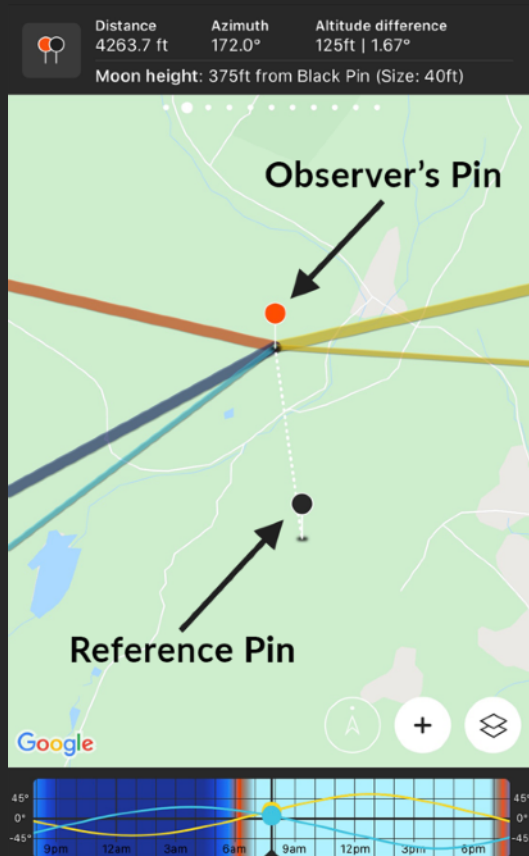 Distance Azimuth Altitude difference
4263.7 ft 172.0° 125ft | 1.67°
Moon height: 375ft from Black Pin (Size: 40ft)
Observer's Pin
Reference Pin
Google
45° 45°
0° 0°
-45° -45°
9pm 12am 3am 6am 9am 12pm 3pm 6pm